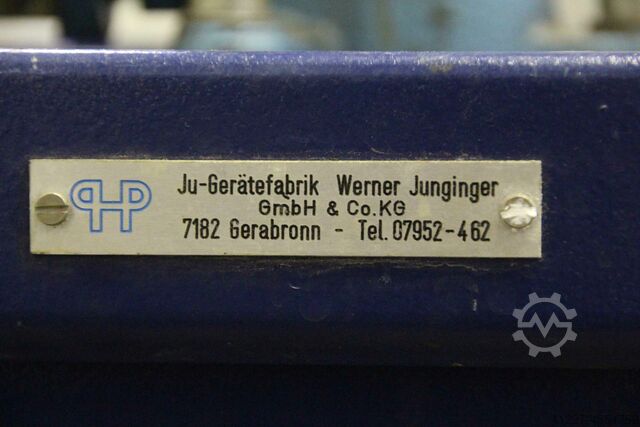 Ju-Gerätefabrik Werner Junginger
GmbH & Co.KG
7182 Gerabronn - Tel. 07952-462